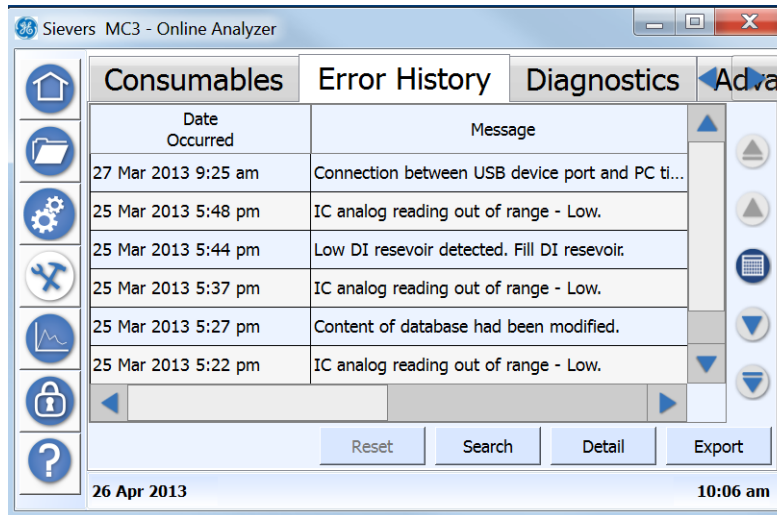 Sievers MC3 - Online Analyzer
Consumables Error History Diagnostics Adva
Date
Occurred
Message
27 Mar 2013 9:25 am Connection between USB device port and PC ti...
25 Mar 2013 5:48 pm IC analog reading out of range - Low.
25 Mar 2013 5:44 pm Low DI resevoir detected. Fill DI resevoir.
25 Mar 2013 5:37 pm IC analog reading out of range - Low.
25 Mar 2013 5:27 pm Content of database had been modified.
25 Mar 2013 5:22 pm IC analog reading out of range - Low.
Reset Search Detail Export
26 Apr 2013 10:06 am